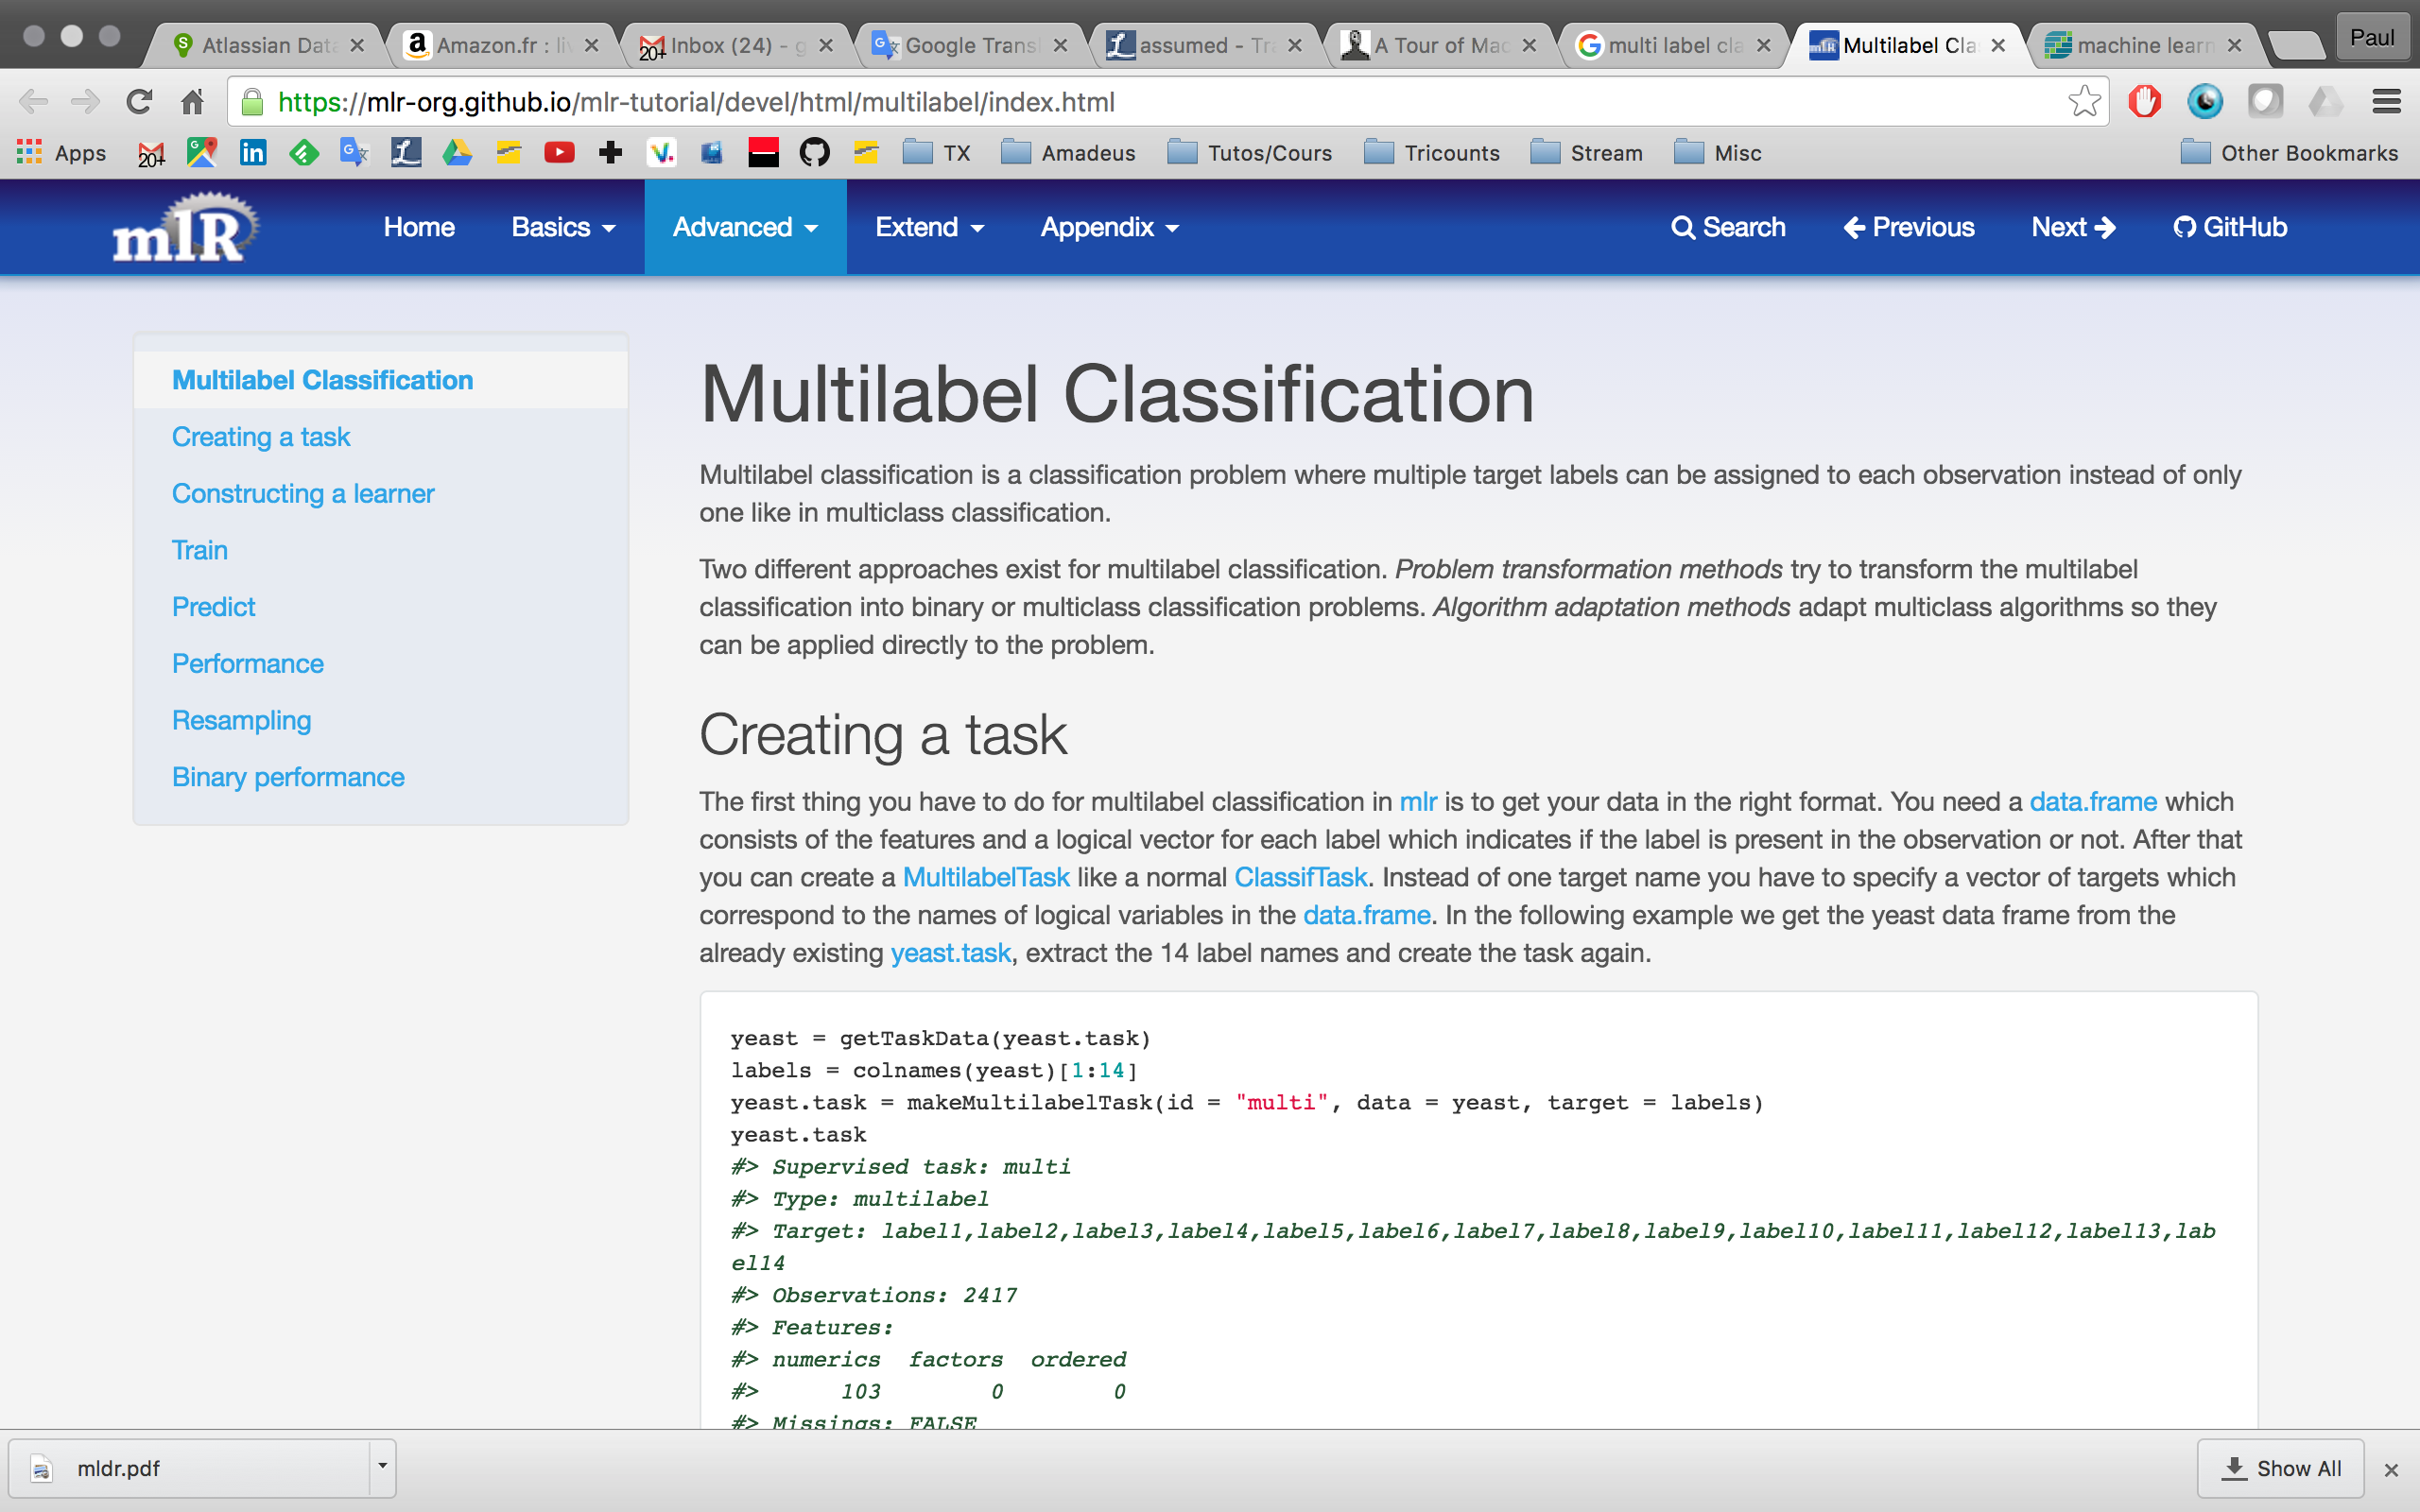 Atlassian Data
Amazon.fr : li
Inbox (24) - g
Google Transl
assumed - Tra
A Tour of Mac
multi label cla
Multilabel Cla
machine learn
Paul
https://mlr-org.github.io/mlr-tutorial/devel/html/multilabel/index.html
Apps
20+
TX
Amadeus
Tutos/Cours
Tricounts
Stream
Misc
Other Bookmarks
mlR
Home
Basics
Advanced
Extend
Appendix
Search
Previous
Next
GitHub
Multilabel Classification
Creating a task
Constructing a learner
Train
Predict
Performance
Resampling
Binary performance
Multilabel Classification
Multilabel classification is a classification problem where multiple target labels can be assigned to each observation instead of only
one like in multiclass classification.
Two different approaches exist for multilabel classification. Problem transformation methods try to transform the multilabel
classification into binary or multiclass classification problems. Algorithm adaptation methods adapt multiclass algorithms so they
can be applied directly to the problem.
Creating a task
The first thing you have to do for multilabel classification in mlr is to get your data in the right format. You need a data.frame which
consists of the features and a logical vector for each label which indicates if the label is present in the observation or not. After that
you can create a MultilabelTask like a normal ClassifTask. Instead of one target name you have to specify a vector of targets which
correspond to the names of logical variables in the data.frame. In the following example we get the yeast data frame from the
already existing yeast.task, extract the 14 label names and create the task again.
yeast = getTaskData(yeast.task)
labels = colnames(yeast)[1:14]
yeast.task = makeMultilabelTask(id = "multi", data = yeast, target = labels)
yeast.task
#> Supervised task: multi
#> Type: multilabel
#> Target: label1,label2,label3,label4,label5,label6,label7,label8,label9,label10,label11,label12,label13,lab
el14
#> Observations: 2417
#> Features:
#> numerics factors ordered
#> 103 0 0
#> Missings: FALSE
mldr.pdf
Show All